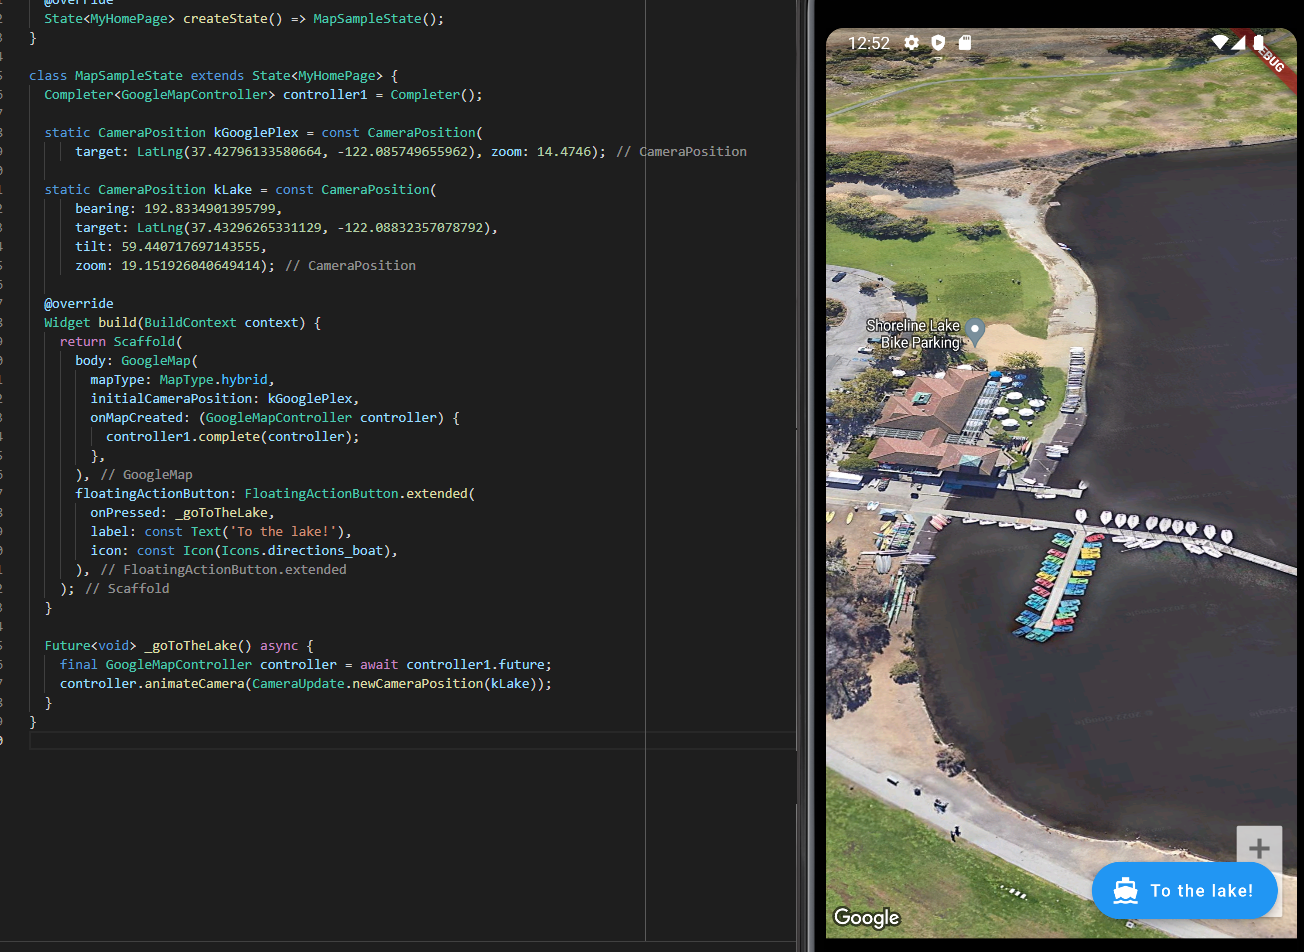 @override
State<MyHomePage> createState() => MapSampleState();
}
class MapSampleState extends State<MyHomePage> {
Completer<GoogleMapController> controller1 = Completer();
static CameraPosition kGooglePlex = const CameraPosition(
target: LatLng(37.42796133580664, -122.085749655962), zoom: 14.4746); // CameraPosition
static CameraPosition kLake = const CameraPosition(
bearing: 192.8334901395799,
target: LatLng(37.43296265331129, -122.08832357078792),
tilt: 59.440717697143555,
zoom: 19.151926040649414); // CameraPosition
@override
Widget build(BuildContext context) {
return Scaffold(
body: GoogleMap(
mapType: MapType.hybrid,
initialCameraPosition: kGooglePlex,
onMapCreated: (GoogleMapController controller) {
controller1.complete(controller);
},
), // GoogleMap
floatingActionButton: FloatingActionButton.extended(
onPressed: _goToTheLake,
label: const Text('To the lake!'),
icon: const Icon(Icons.directions_boat),
), // FloatingActionButton.extended
); // Scaffold
}
Future<void> _goToTheLake() async {
final GoogleMapController controller = await controller1.future;
controller.animateCamera(CameraUpdate.newCameraPosition(kLake));
}
}
12:52
Shoreline Lake
Bike Parking
+
To the lake!
Google